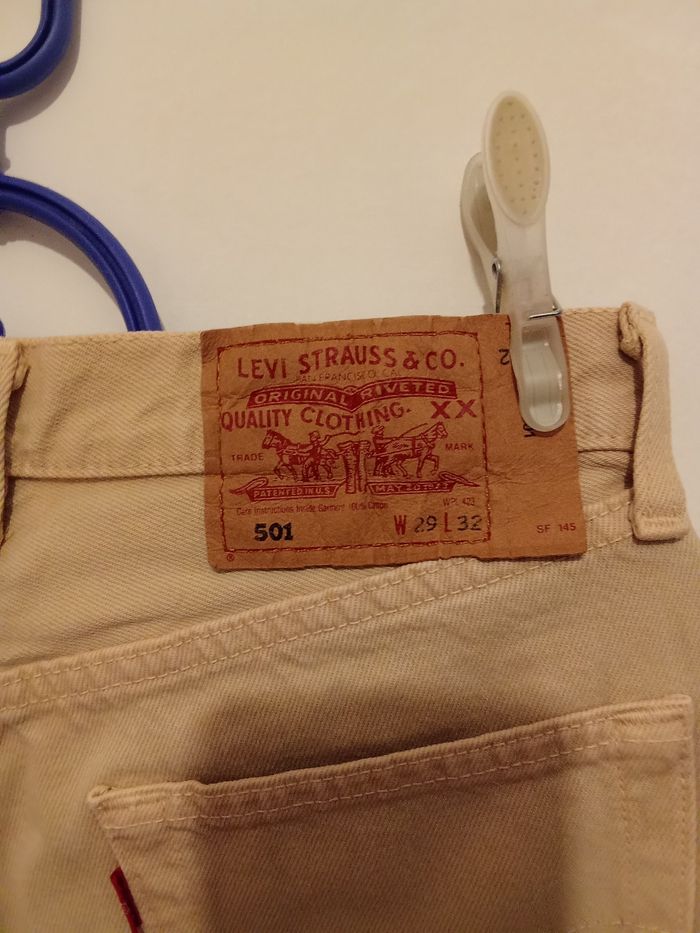 LEVI STRAUSS & CO.
SAN FRANCISCO, CAL
ORIGINAL RIVETED
QUALITY CLOTHING. XX
TRADE MARK
PATENTED IN U.S. MAY 20 1873
Care Instructions Inside Garment 100% Cotton WPL 423
501 W 29 L 32
SF 145
®
2